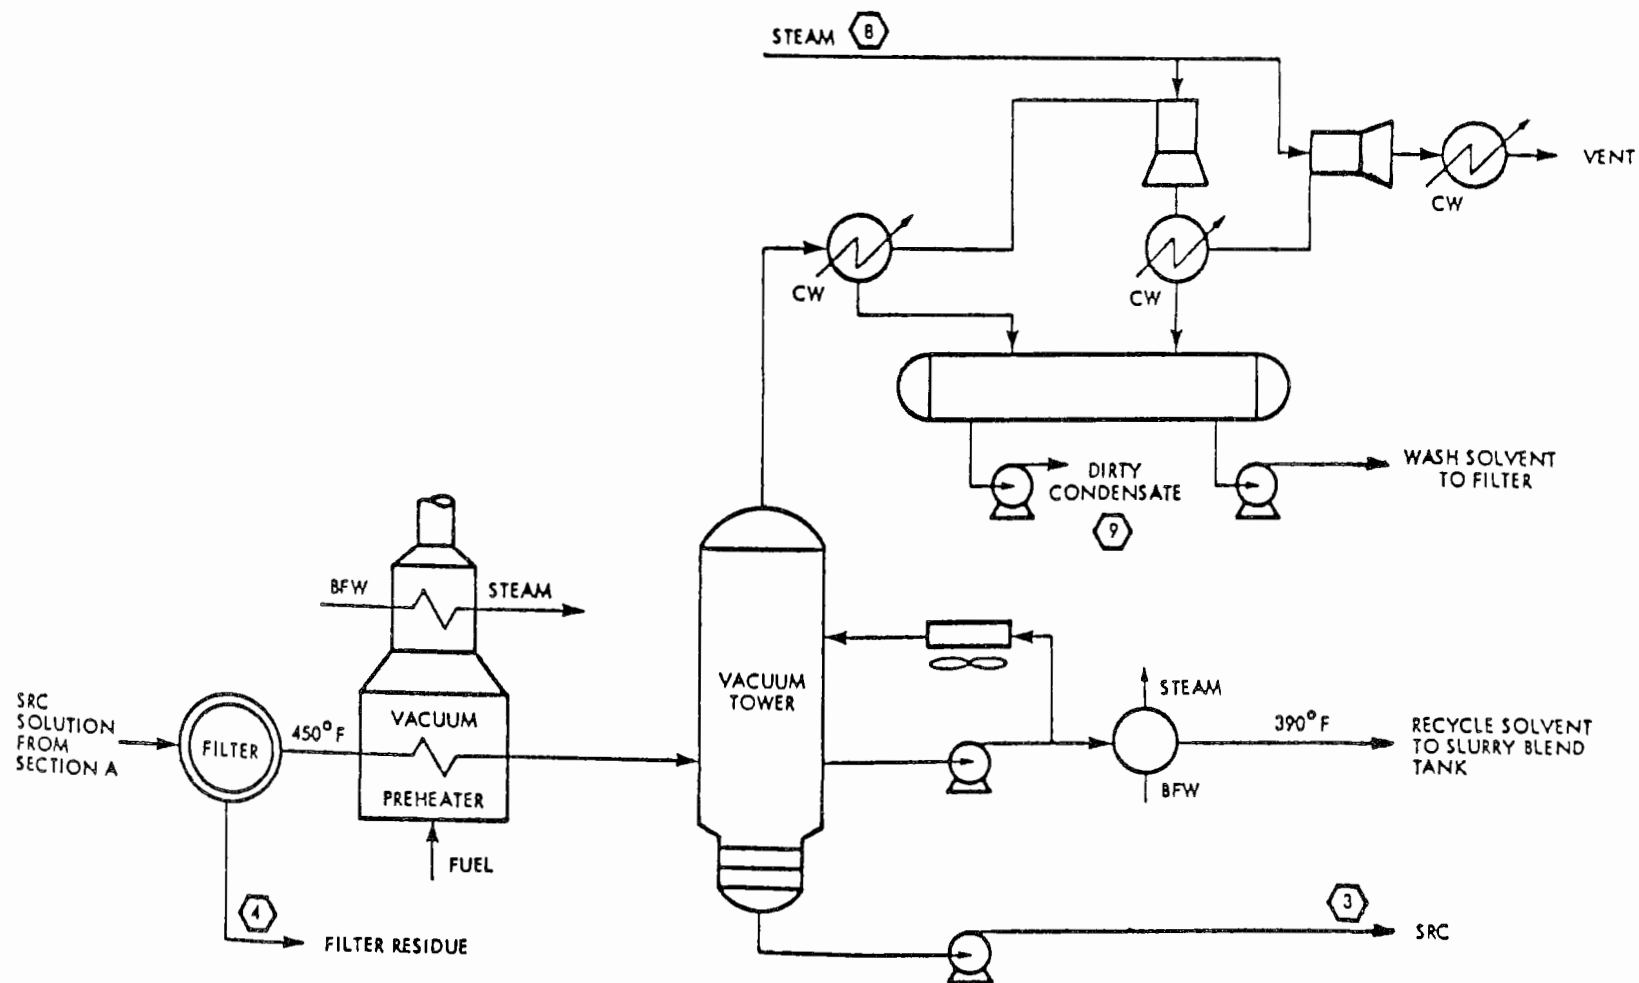 STEAM
8
VENT
CW
CW
CW
DIRTY
CONDENSATE
9
WASH SOLVENT
TO FILTER
BFW
STEAM
SRC
SOLUTION
FROM
SECTION A
FILTER
450°F
VACUUM
PREHEATER
FUEL
4
FILTER RESIDUE
VACUUM
TOWER
STEAM
390°F
BFW
RECYCLE SOLVENT
TO SLURRY BLEND
TANK
3
SRC